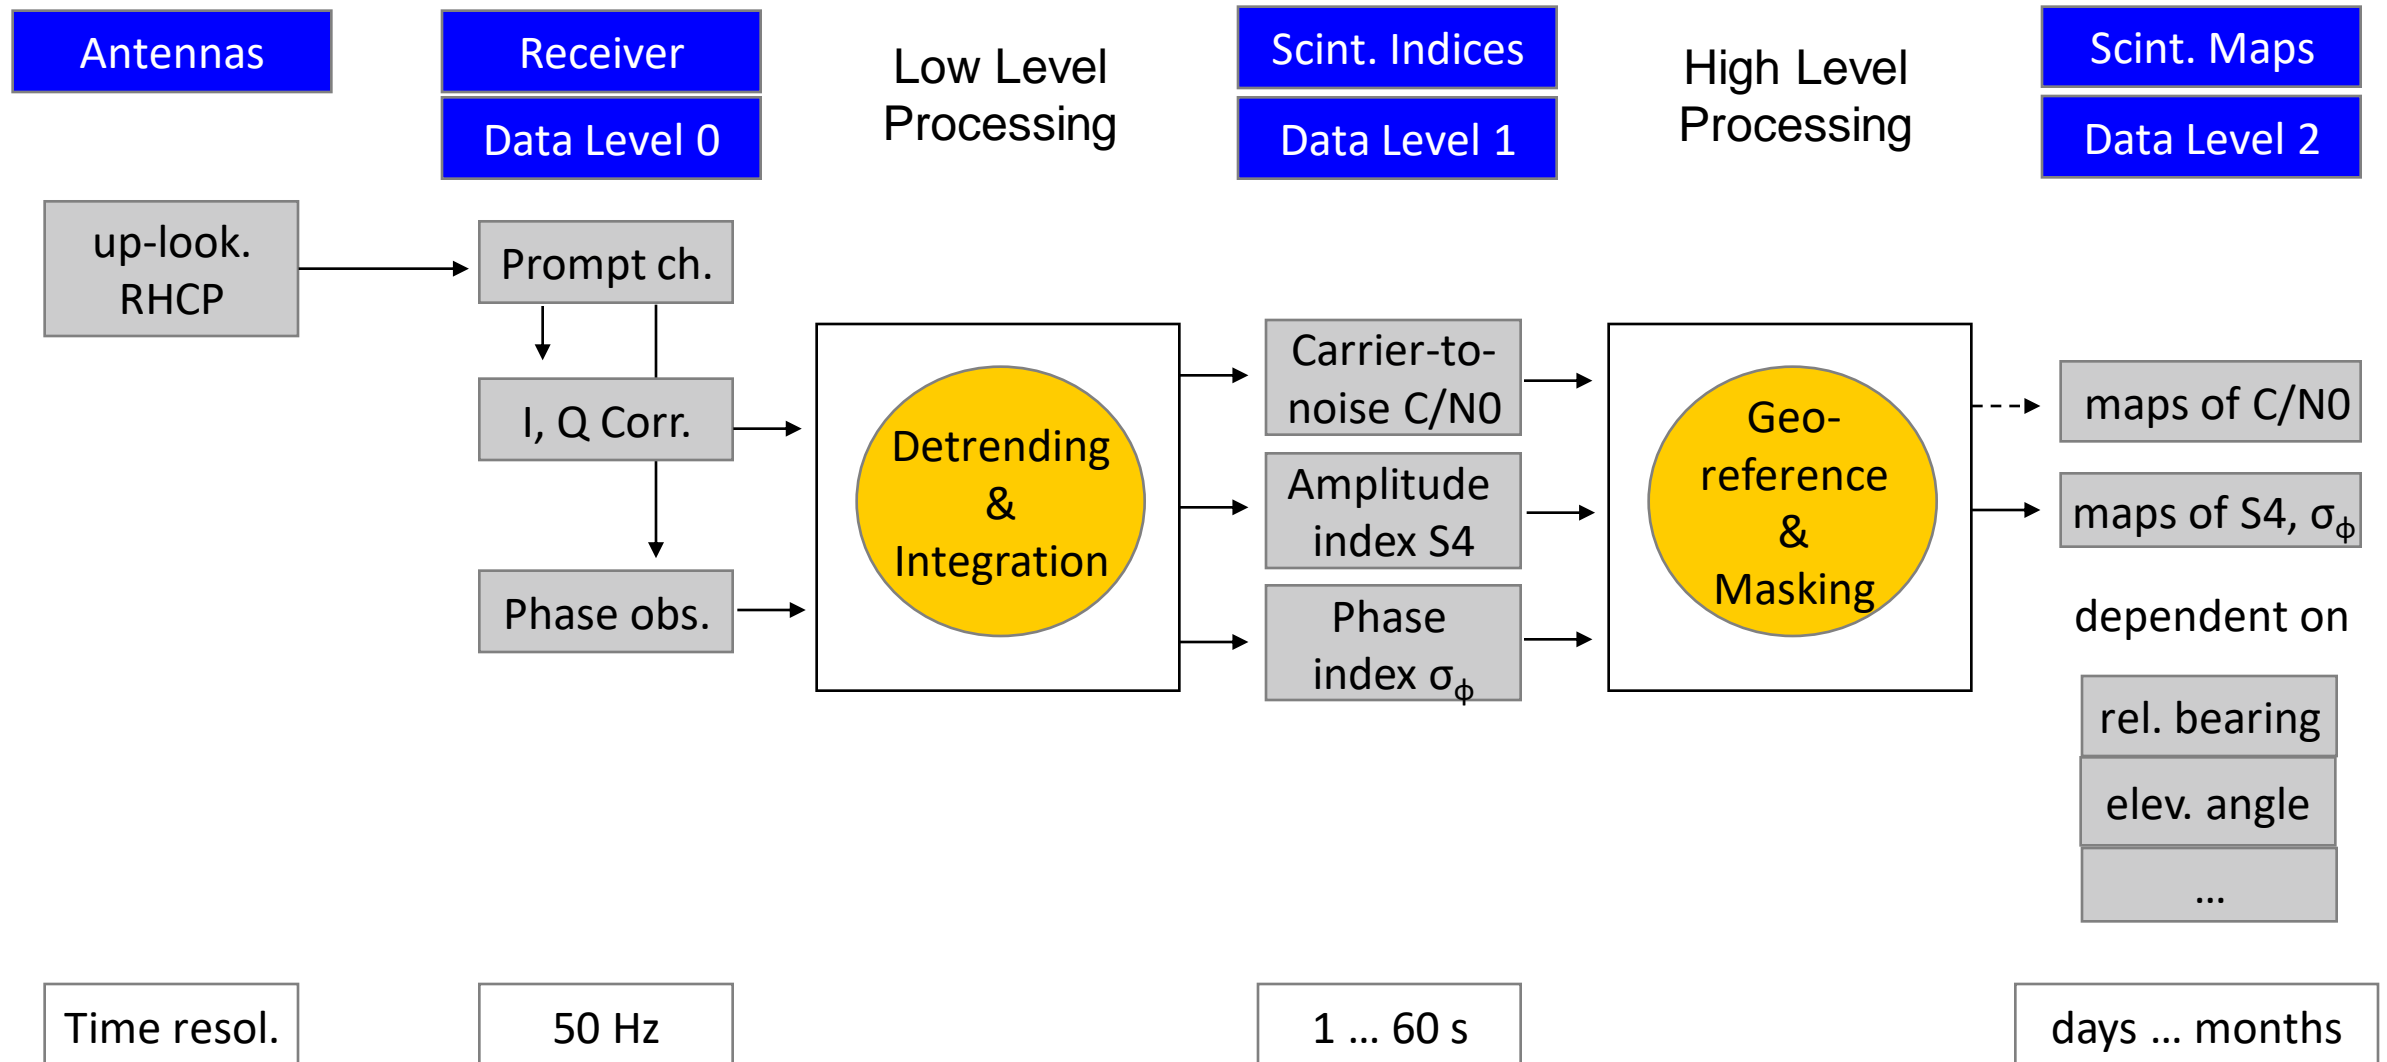 Antennas
Receiver
Data Level 0
Low Level
Processing
Scint. Indices
Data Level 1
High Level
Processing
Scint. Maps
Data Level 2
up-look.
RHCP
Prompt ch.
I, Q Corr.
Phase obs.
Detrending
&
Integration
Carrier-to-
noise C/N0
Amplitude
index S4
Phase
index σϕ
Geo-
reference
&
Masking
maps of C/N0
maps of S4, σϕ
dependent on
rel. bearing
elev. angle
...
Time resol.
50 Hz
1 ... 60 s
days ... months